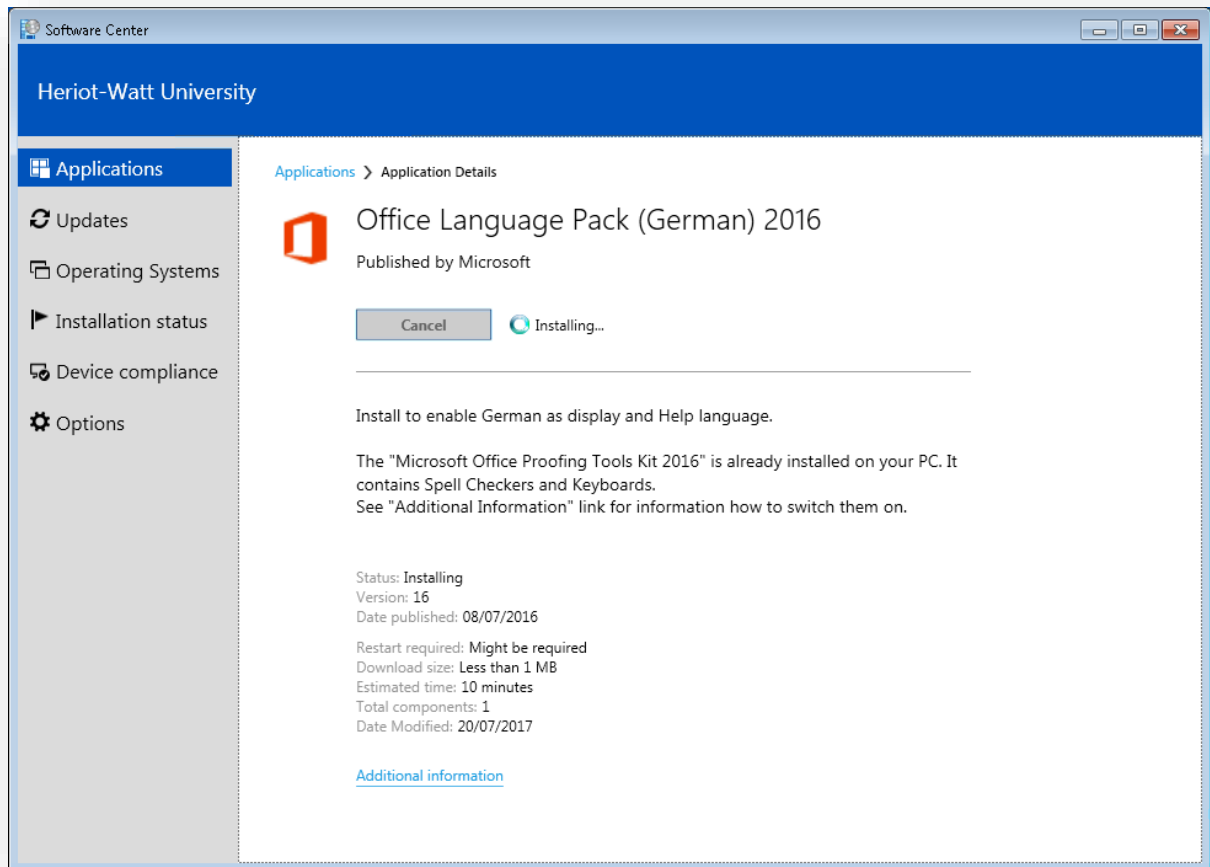 Software Center
Heriot-Watt University
Applications
Updates
Operating Systems
Installation status
Device compliance
Options
Applications ❯ Application Details
Office Language Pack (German) 2016
Published by Microsoft
Cancel
Installing...
Install to enable German as display and Help language.
The "Microsoft Office Proofing Tools Kit 2016" is already installed on your PC. It
contains Spell Checkers and Keyboards.
See "Additional Information" link for information how to switch them on.
Status: Installing
Version: 16
Date published: 08/07/2016
Restart required: Might be required
Download size: Less than 1 MB
Estimated time: 10 minutes
Total components: 1
Date Modified: 20/07/2017
Additional information